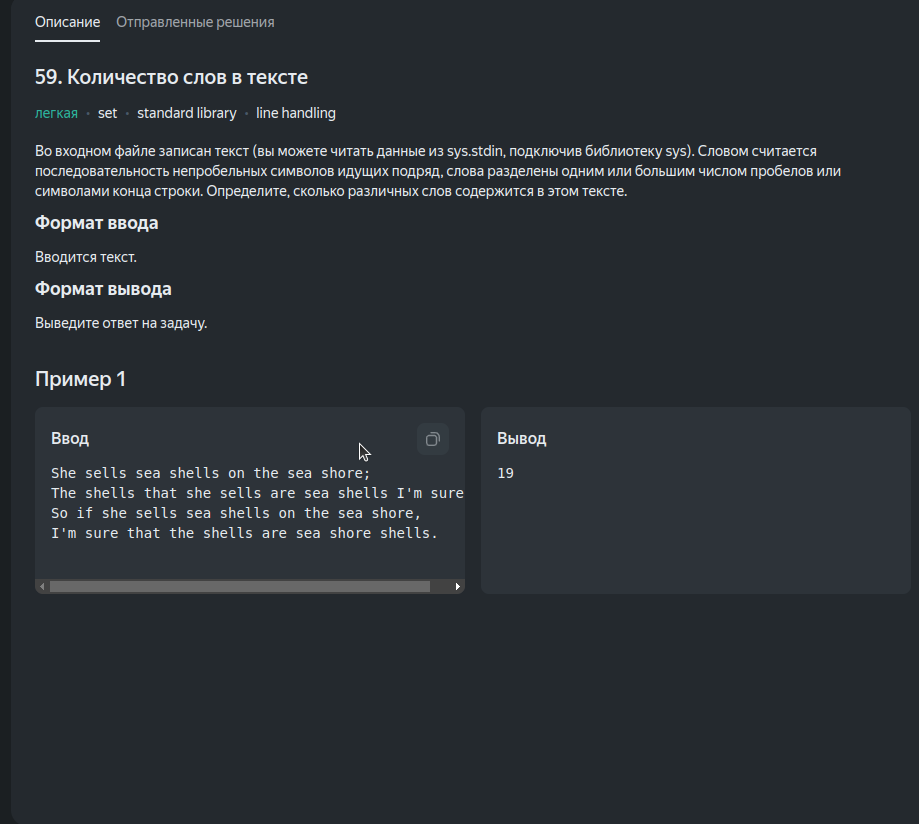 Описание Отправленные решения
59. Количество слов в тексте
легкая · set · standard library · line handling
Во входном файле записан текст (вы можете читать данные из sys.stdin, подключив библиотеку sys). Словом считается
последовательность непробельных символов идущих подряд, слова разделены одним или большим числом пробелов или
символами конца строки. Определите, сколько различных слов содержится в этом тексте.
Формат ввода
Вводится текст.
Формат вывода
Выведите ответ на задачу.
Пример 1
Ввод
She sells sea shells on the sea shore;
The shells that she sells are sea shells I'm sure
So if she sells sea shells on the sea shore,
I'm sure that the shells are sea shore shells.
Вывод
19